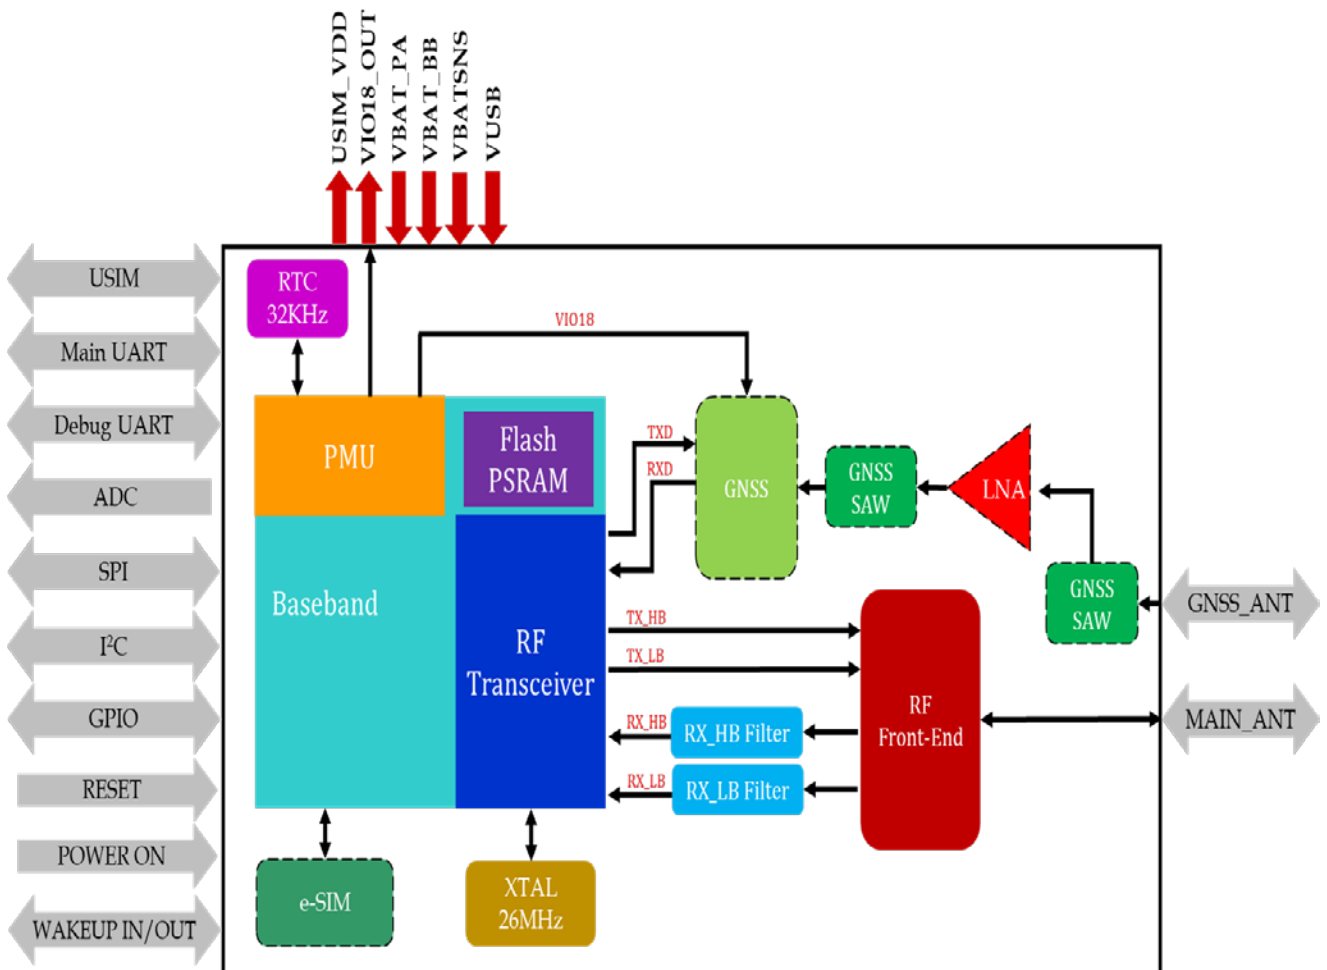 USIM_VDD
VIO18_OUT
VBAT_PA
VBAT_BB
VBATSNS
VUSB
USIM
Main UART
Debug UART
ADC
SPI
I²C
GPIO
RESET
POWER ON
WAKEUP IN/OUT
RTC
32KHz
VIO18
PMU
Flash
PSRAM
Baseband
RF
Transceiver
TXD
RXD
GNSS
GNSS
SAW
LNA
GNSS
SAW
GNSS_ANT
TX_HB
TX_LB
RX_HB
RX_HB Filter
RX_LB
RX_LB Filter
RF
Front-End
MAIN_ANT
e-SIM
XTAL
26MHz